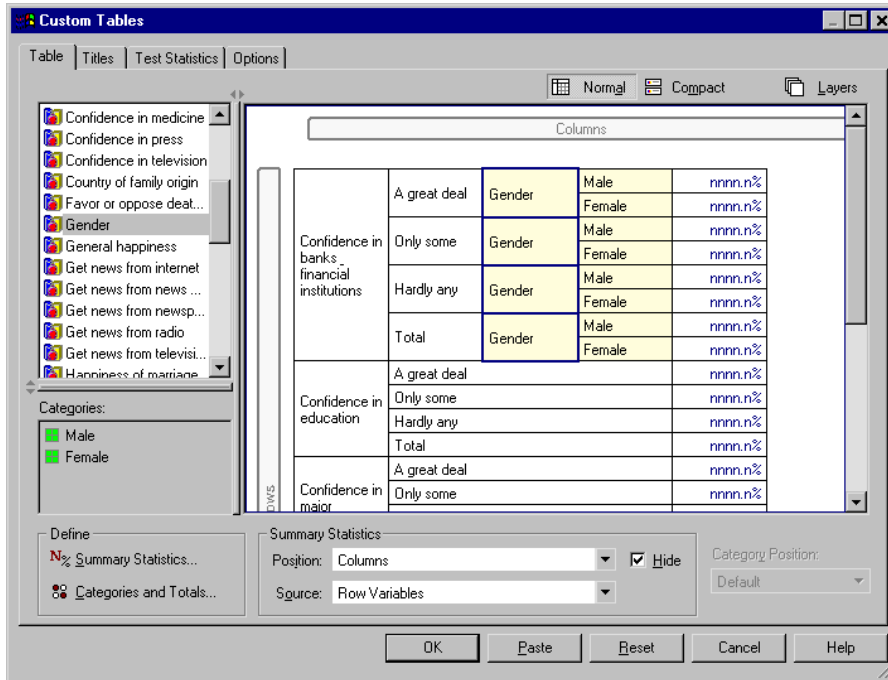 Custom Tables
Table Titles Test Statistics Options
Normal Compact Layers
Confidence in medicine
Confidence in press
Confidence in television
Country of family origin
Favor or oppose deat...
Gender
General happiness
Get news from internet
Get news from news ...
Get news from newsp...
Get news from radio
Get news from televisi...
Happiness of marriage
Categories:
Male
Female
Columns
Confidence in banks_ financial institutions
A great deal Gender Male nnnn.n%
Female nnnn.n%
Only some Gender Male nnnn.n%
Female nnnn.n%
Hardly any Gender Male nnnn.n%
Female nnnn.n%
Total Gender Male nnnn.n%
Female nnnn.n%
Confidence in education
A great deal nnnn.n%
Only some nnnn.n%
Hardly any nnnn.n%
Total nnnn.n%
Confidence in major
A great deal nnnn.n%
Only some nnnn.n%
Define
N% Summary Statistics...
Categories and Totals...
Summary Statistics
Position: Columns Hide
Source: Row Variables
Category Position:
Default
OK Paste Reset Cancel Help